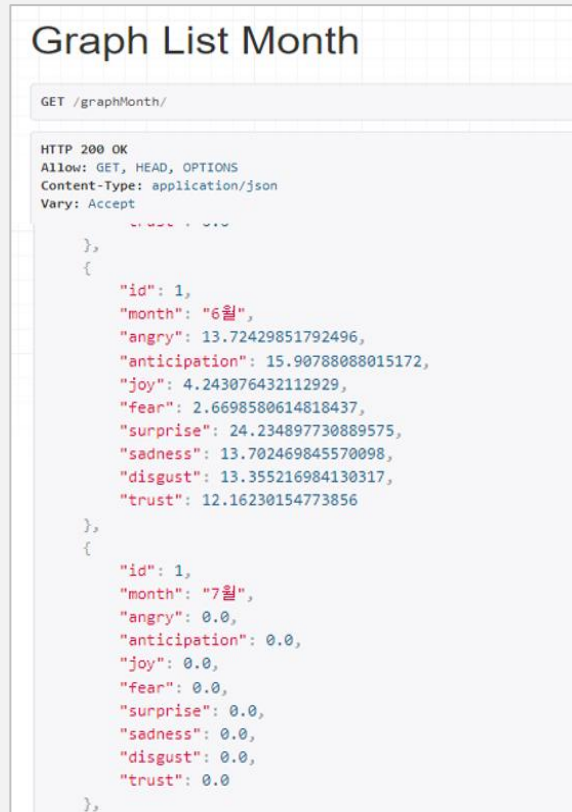 Graph List Month
GET /graphMonth/
HTTP 200 OK
Allow: GET, HEAD, OPTIONS
Content-Type: application/json
Vary: Accept
},
{
"id": 1,
"month": "6월",
"angry": 13.72429851792496,
"anticipation": 15.90788088015172,
"joy": 4.243076432112929,
"fear": 2.6698580614818437,
"surprise": 24.234897730889575,
"sadness": 13.702469845570098,
"disgust": 13.355216984130317,
"trust": 12.16230154773856
},
{
"id": 1,
"month": "7월",
"angry": 0.0,
"anticipation": 0.0,
"joy": 0.0,
"fear": 0.0,
"surprise": 0.0,
"sadness": 0.0,
"disgust": 0.0,
"trust": 0.0
},